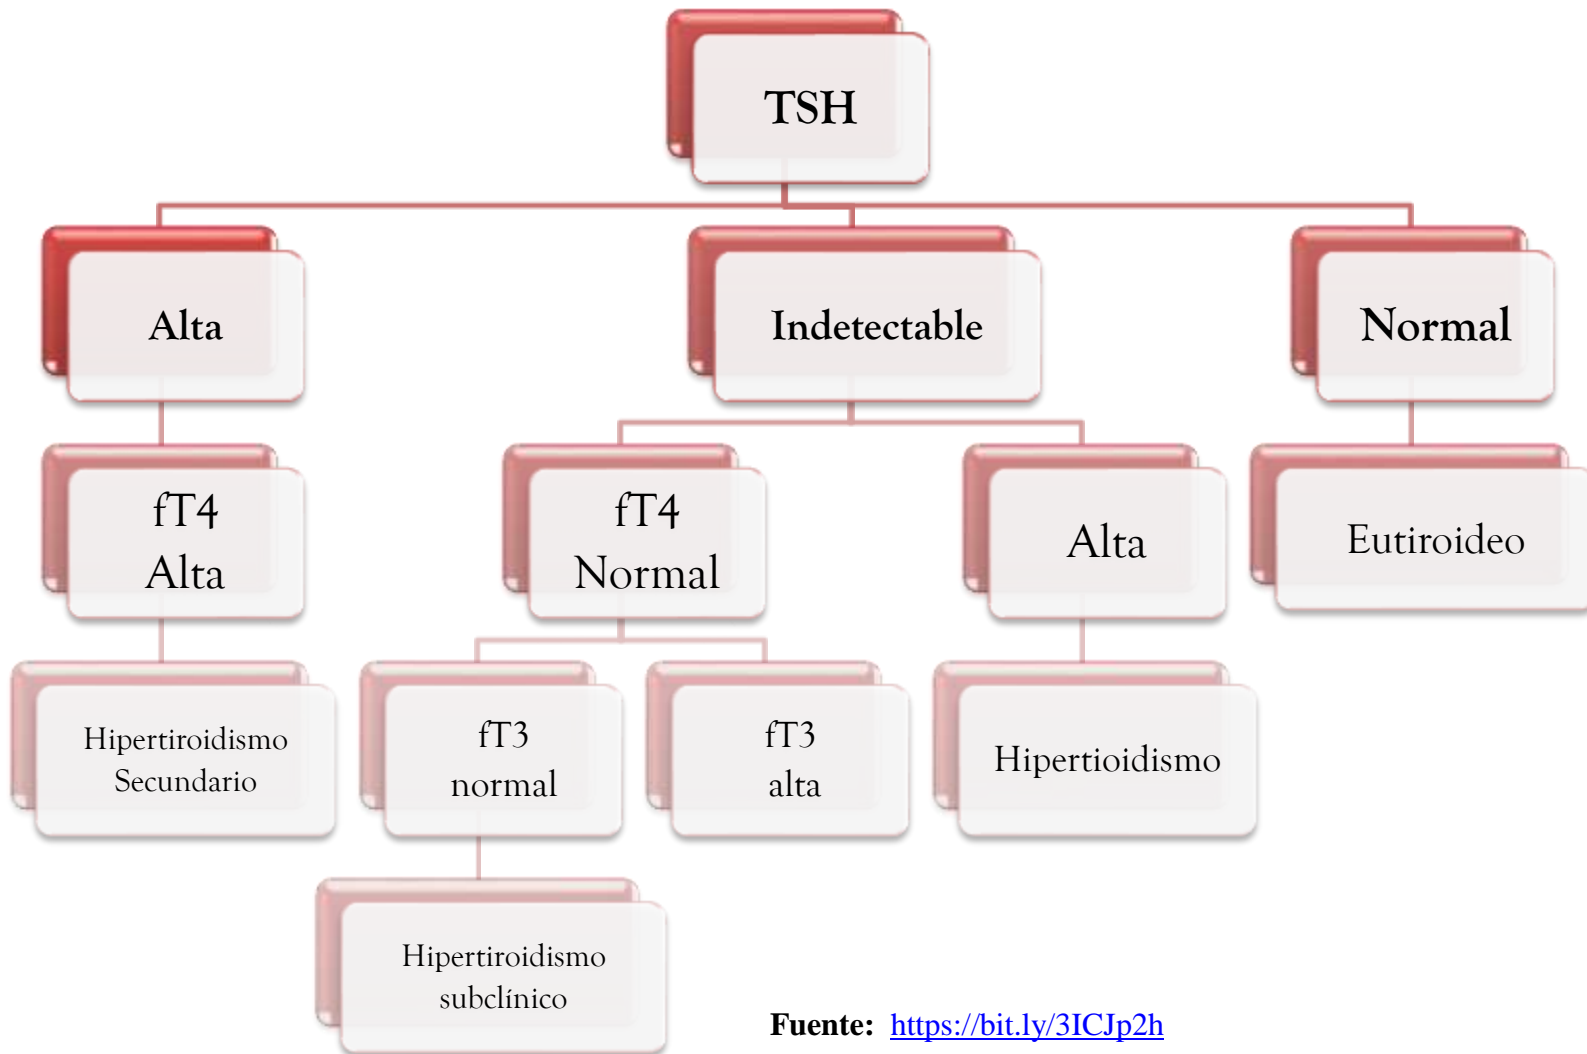 TSH
Alta
Indetectable
Normal
fT4
Alta
fT4
Normal
Alta
Eutiroideo
Hipertiroidismo
Secundario
fT3
normal
fT3
alta
Hipertioidismo
Hipertiroidismo
subclínico
Fuente: https://bit.ly/3ICJp2h